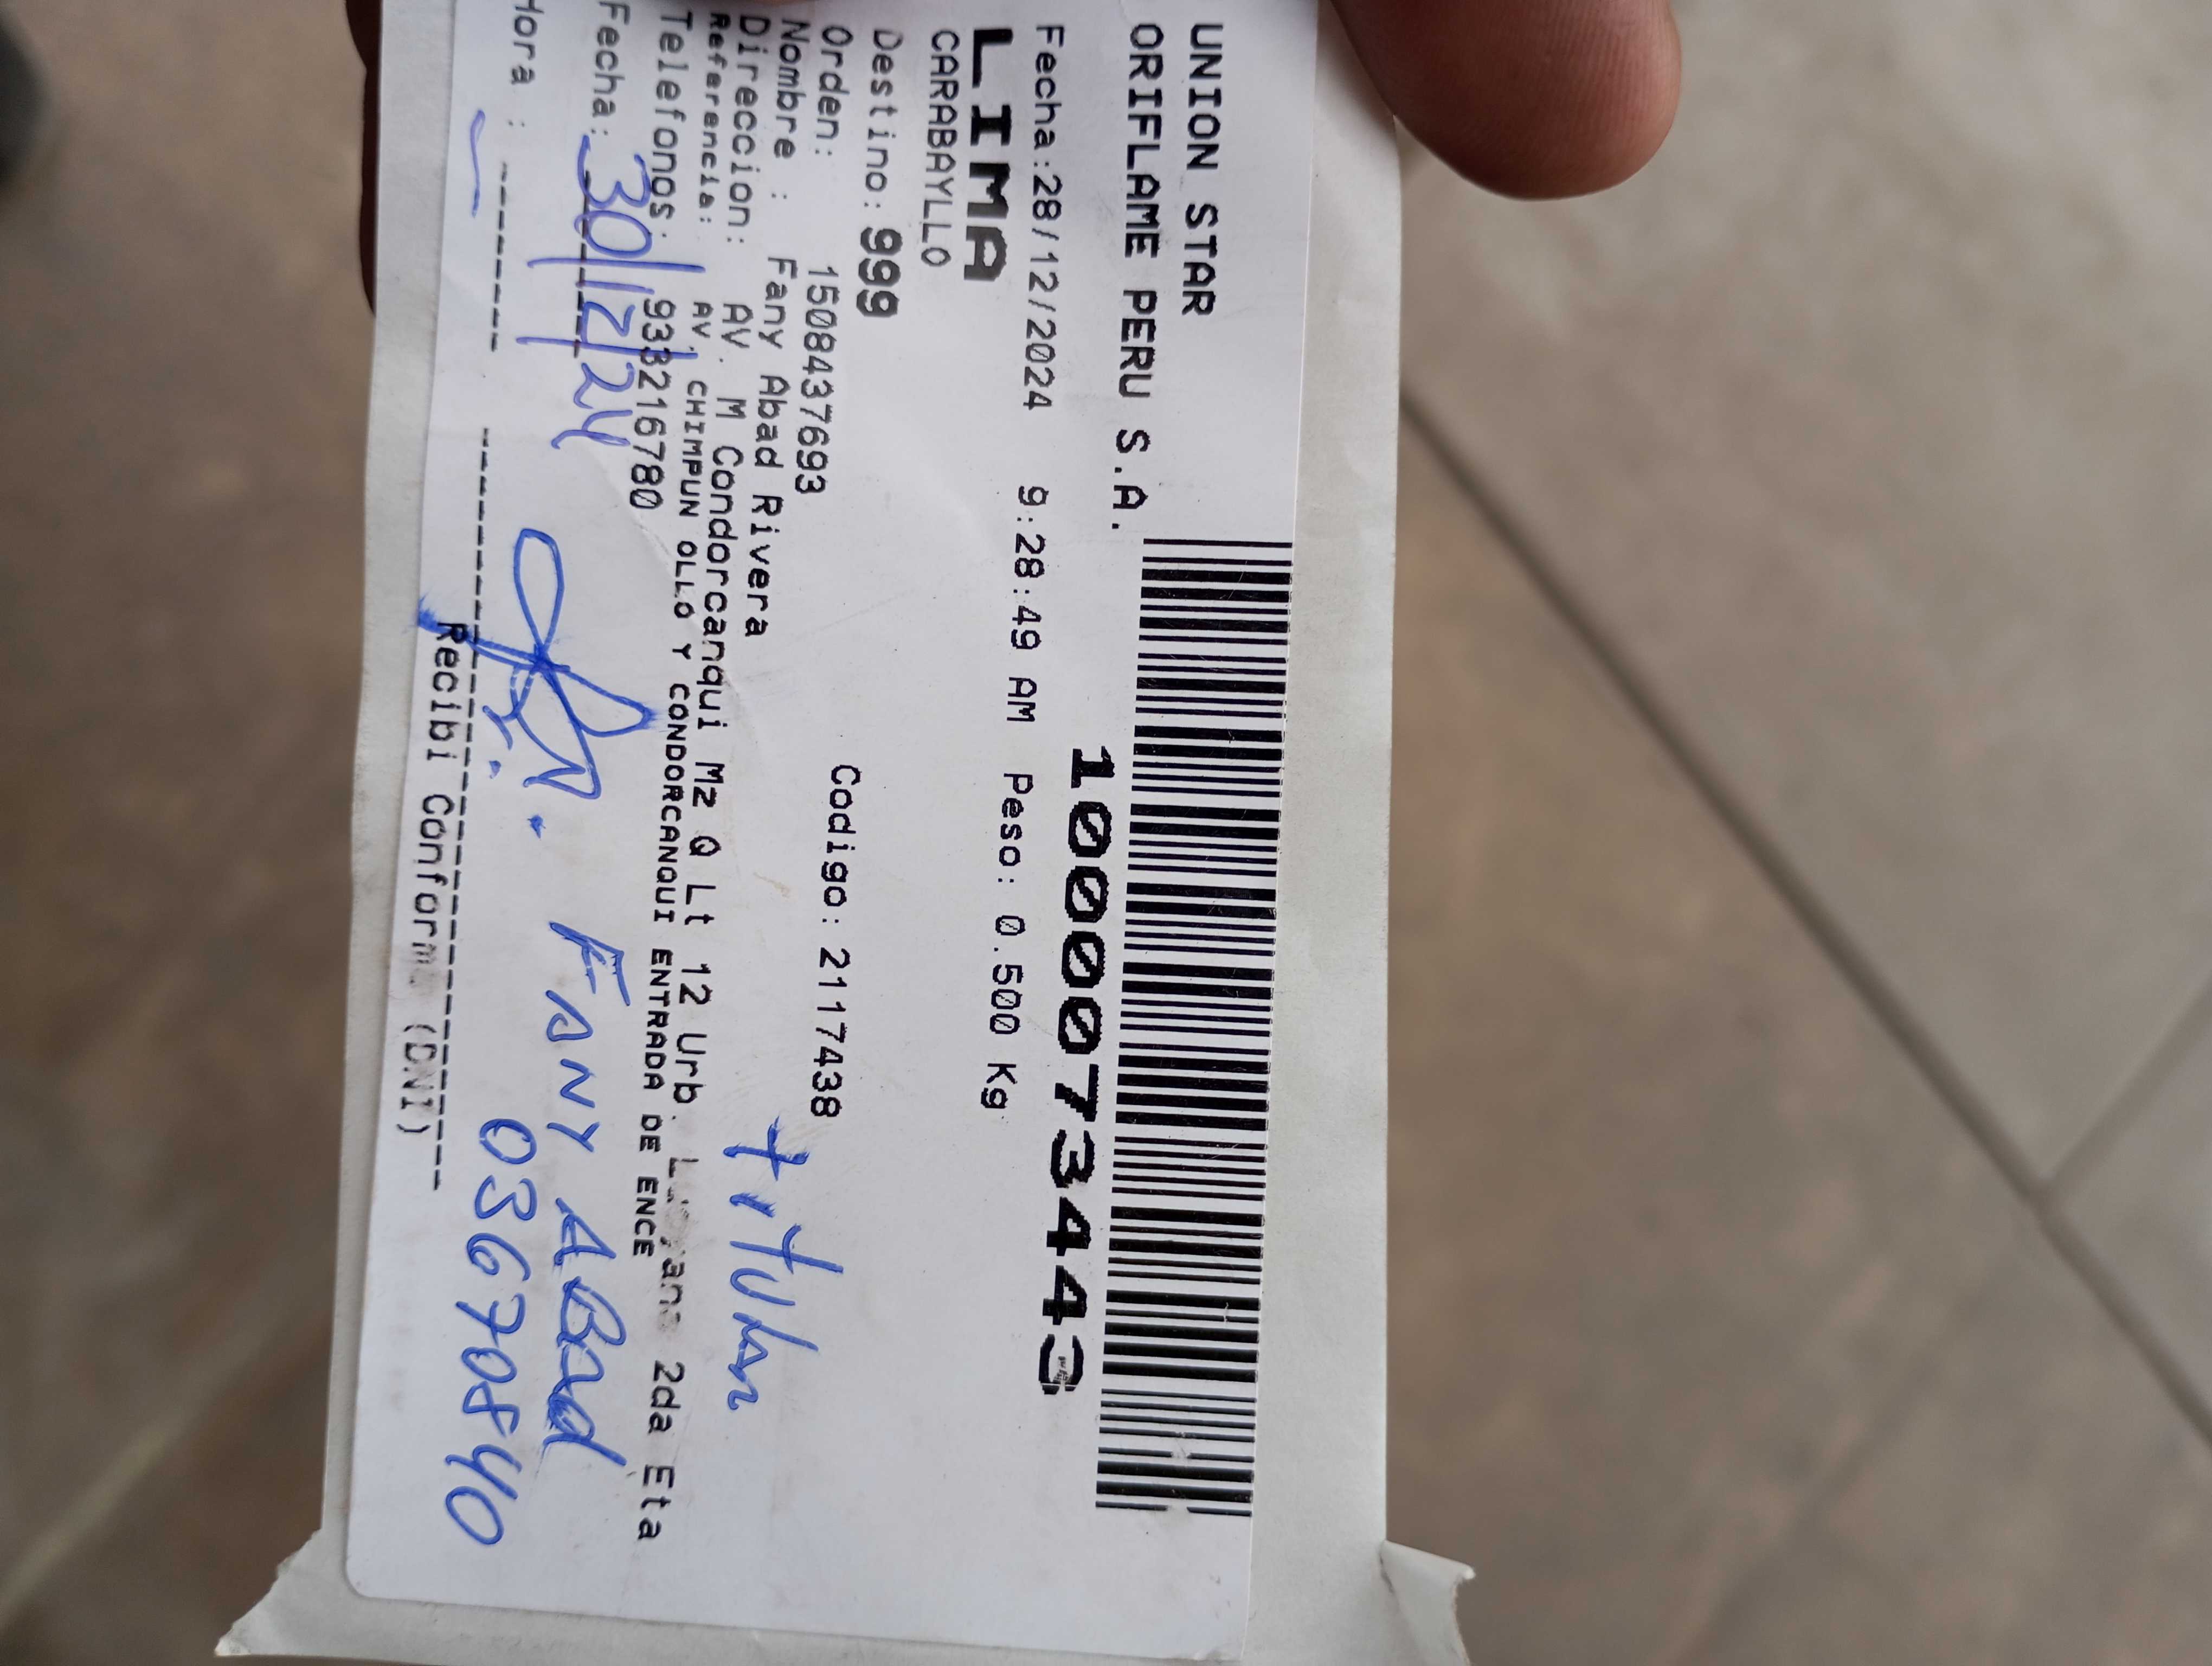 UNION STAR
ORIFLAME PERU S.A.
10000734443
Fecha:28/12/2024 9:28:49 AM Peso: 0.500 Kg
LIMA
CARABAYLLO
Destino: 999
Orden: 1508437693 Codigo: 2117438
Nombre : Fany Abad Rivera
titular
Direccion: AV. M Condorcanqui Mz Q Lt 12 Urb. 2da Eta
Referencia: AV. CHIMPUN OLLO Y CONDORCANQUI ENTRADA DE ENCE
Telefonos: 933216780
Fecha: 30/12/24 FANY ABad
Hora : 03670840
Recibi Conforme (DNI)